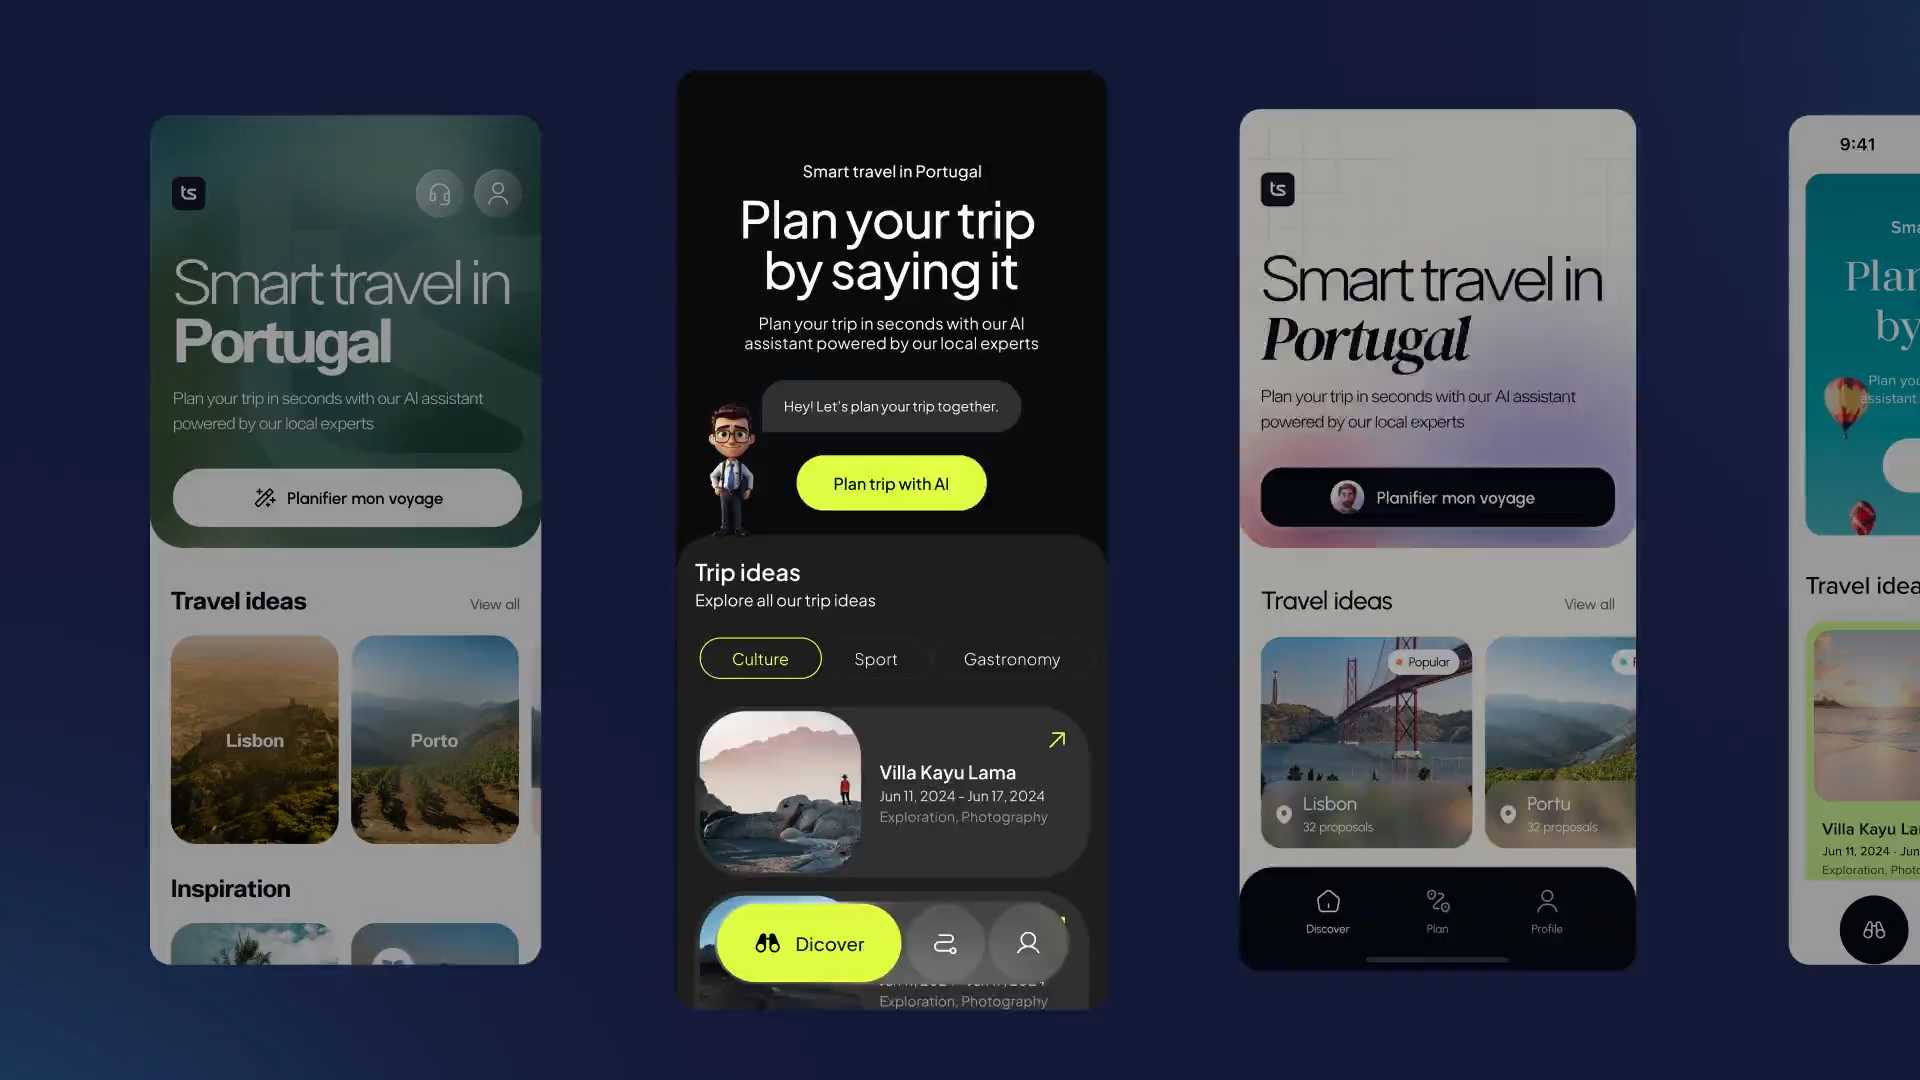 ts
Smart travel in
Portugal
Plan your trip in seconds with our AI assistant
powered by our local experts
Planifier mon voyage
Travel ideas
View all
Lisbon
Porto
Inspiration
Smart travel in Portugal
Plan your trip
by saying it
Plan your trip in seconds with our AI
assistant powered by our local experts
Hey! Let's plan your trip together.
Plan trip with AI
Trip ideas
Explore all our trip ideas
Culture
Sport
Gastronomy
Villa Kayu Lama
Jun 11, 2024 - Jun 17, 2024
Exploration, Photography
Dicover
Exploration, Photography
ts
Smart travel in
Portugal
Plan your trip in seconds with our AI assistant
powered by our local experts
Planifier mon voyage
Travel ideas
View all
Popular
Lisbon
32 proposals
Portu
32 proposals
Discover
Plan
Profile
9:41
Sma
Plan
by
Plan you
assistant
Travel idea
Villa Kayu La
Jun 11, 2024 - Jun
Exploration, Photo